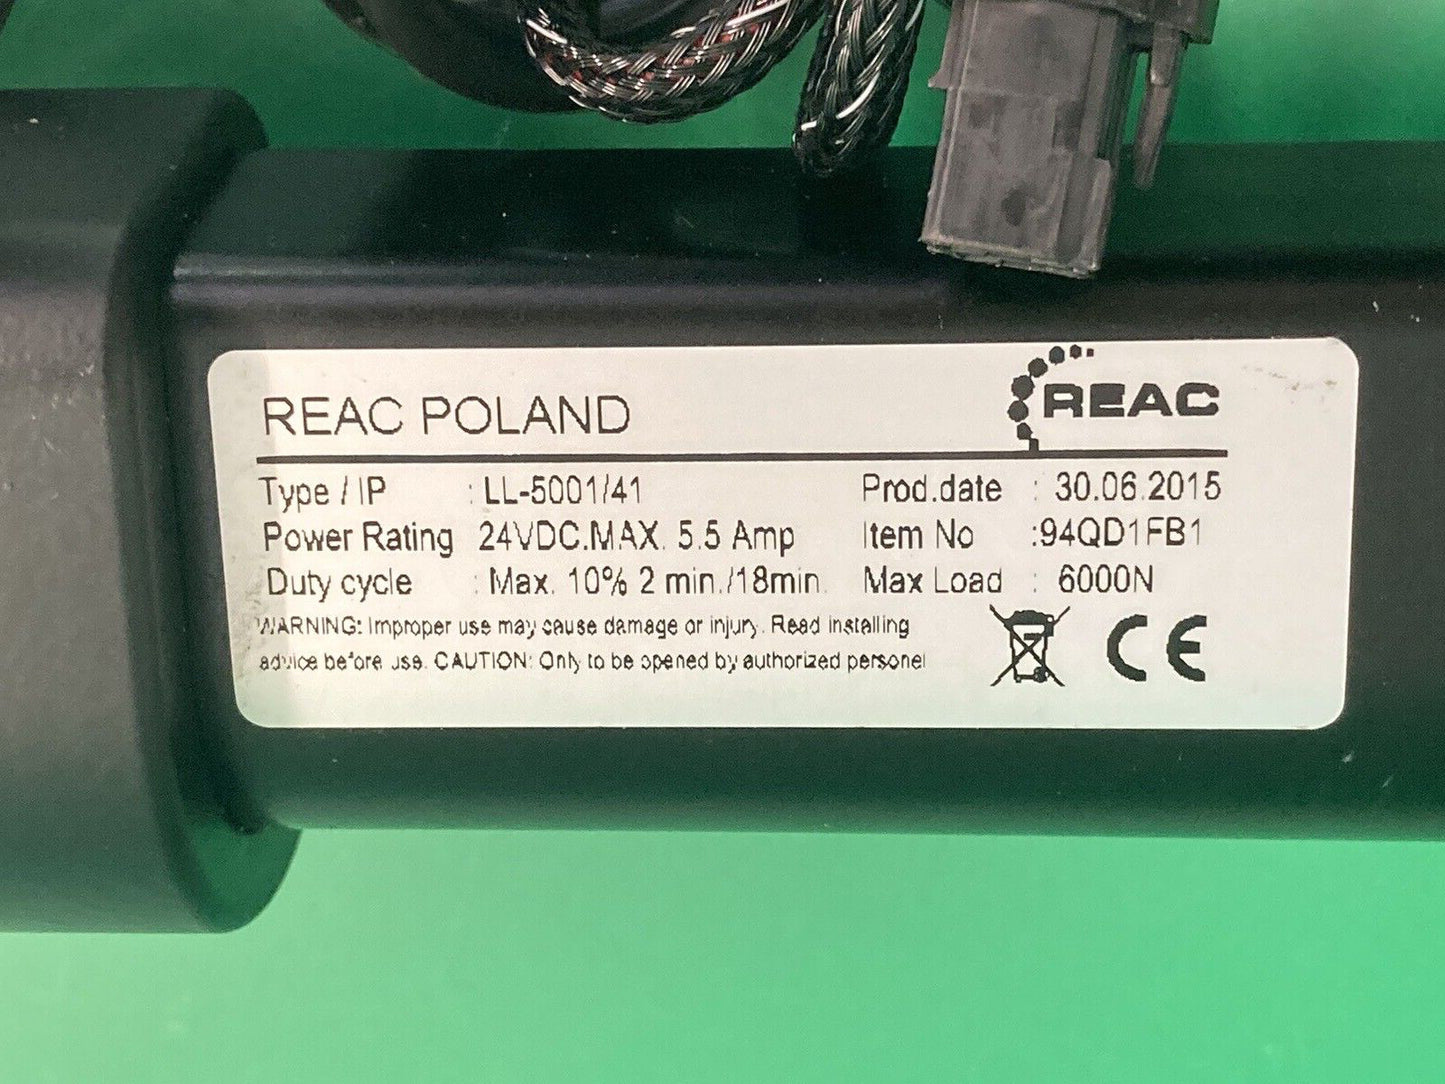 REAC POLAND
REAC
Type / IP : LL-5001/41 Prod.date : 30.06.2015
Power Rating 24VDC.MAX. 5.5 Amp Item No :94QD1FB1
Duty cycle : Max. 10% 2 min./18min. Max Load : 6000N
WARNING: Improper use may cause damage or injury. Read installing
advice before use. CAUTION: Only to be opened by authorized personel
CE